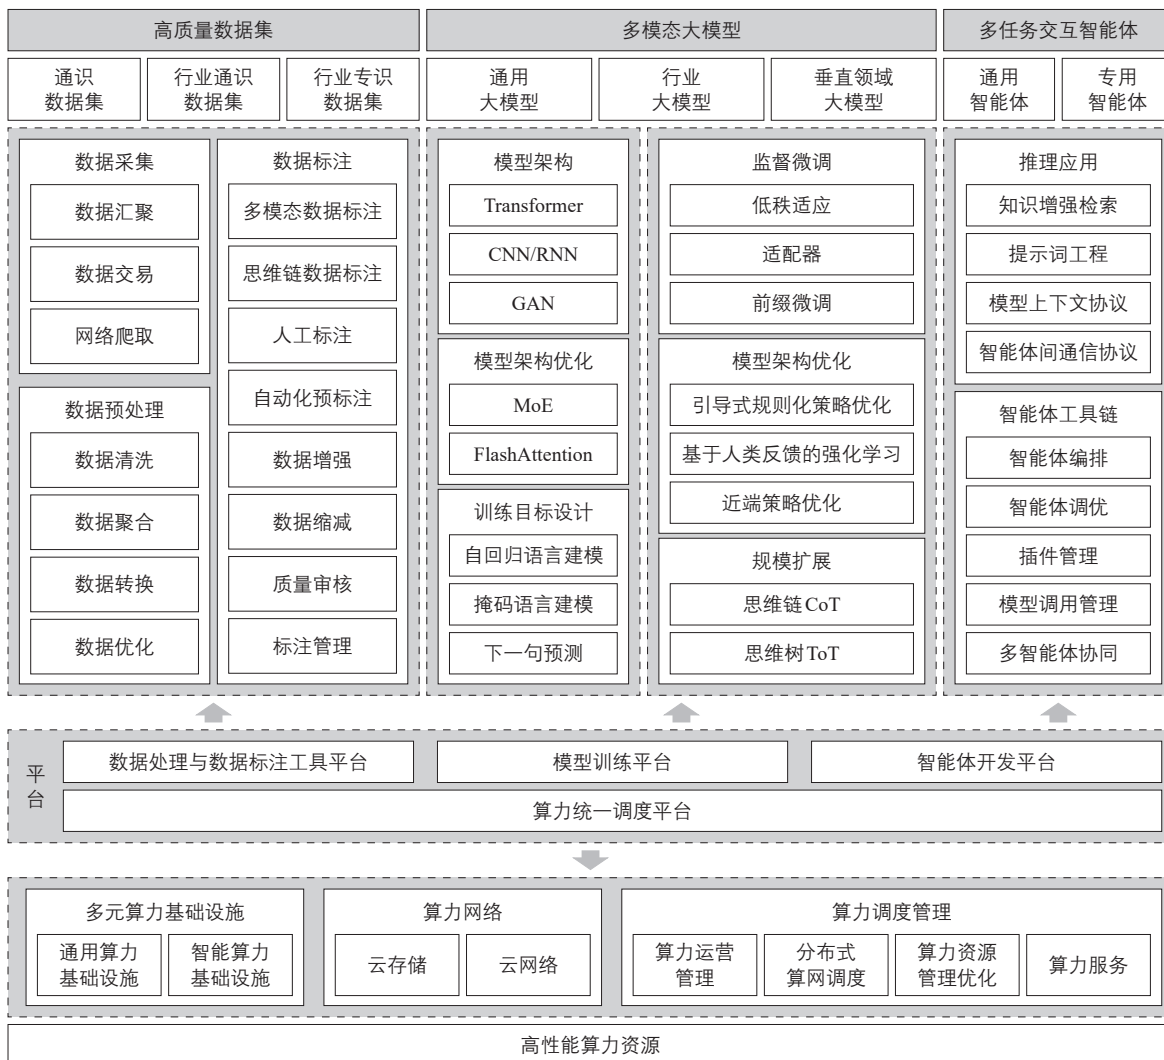 高质量数据集
多模态大模型
多任务交互智能体
通识
数据集
行业通识
数据集
行业专识
数据集
通用
大模型
行业
大模型
垂直领域
大模型
通用
智能体
专用
智能体
数据采集
数据汇聚
数据交易
网络爬取
数据预处理
数据清洗
数据聚合
数据转换
数据优化
数据标注
多模态数据标注
思维链数据标注
人工标注
自动化预标注
数据增强
数据缩减
质量审核
标注管理
模型架构
Transformer
CNN/RNN
GAN
模型架构优化
MoE
FlashAttention
训练目标设计
自回归语言建模
掩码语言建模
下一句预测
监督微调
低秩适应
适配器
前缀微调
模型架构优化
引导式规则化策略优化
基于人类反馈的强化学习
近端策略优化
规模扩展
思维链CoT
思维树ToT
推理应用
知识增强检索
提示词工程
模型上下文协议
智能体间通信协议
智能体工具链
智能体编排
智能体调优
插件管理
模型调用管理
多智能体协同
平台
数据处理与数据标注工具平台
模型训练平台
智能体开发平台
算力统一调度平台
多元算力基础设施
通用算力
基础设施
智能算力
基础设施
算力网络
云存储
云网络
算力调度管理
算力运营
管理
分布式
算网调度
算力资源
管理优化
算力服务
高性能算力资源